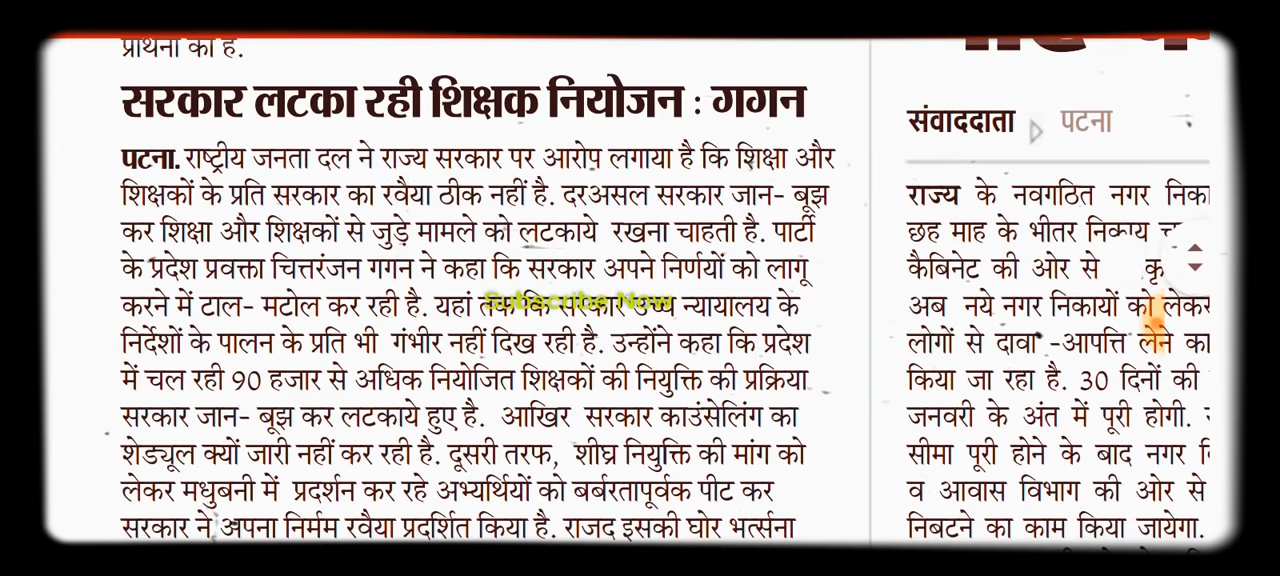 प्रार्थना की है.
सरकार लटका रही शिक्षक नियोजन : गगन
पटना. राष्ट्रीय जनता दल ने राज्य सरकार पर आरोप लगाया है कि शिक्षा और
शिक्षकों के प्रति सरकार का रवैया ठीक नहीं है. दरअसल सरकार जान- बूझ
कर शिक्षा और शिक्षकों से जुड़े मामले को लटकाये रखना चाहती है. पार्टी
के प्रदेश प्रवक्ता चित्तरंजन गगन ने कहा कि सरकार अपने निर्णयों को लागू
करने में टाल- मटोल कर रही है. यहां तक कि सरकार उच्च न्यायालय के
Subscribe Now
निर्देशों के पालन के प्रति भी गंभीर नहीं दिख रही है. उन्होंने कहा कि प्रदेश
में चल रही 90 हजार से अधिक नियोजित शिक्षकों की नियुक्ति की प्रक्रिया
सरकार जान- बूझ कर लटकाये हुए है. आखिर सरकार काउंसेलिंग का
शेड्यूल क्यों जारी नहीं कर रही है. दूसरी तरफ, शीघ्र नियुक्ति की मांग को
लेकर मधुबनी में प्रदर्शन कर रहे अभ्यर्थियों को बर्बरतापूर्वक पीट कर
सरकार ने अपना निर्मम रवैया प्रदर्शित किया है. राजद इसकी घोर भर्त्सना
संवाददाता पटना
राज्य के नवगठित नगर
छह माह के भीतर निकाय
कैबिनेट की ओर से
अब नये नगर निकायों को लेकर
लोगों से दावा -आपत्ति लेने का
किया जा रहा है. 30 दिनों की
जनवरी के अंत में पूरी होगी.
सीमा पूरी होने के बाद नगर
व आवास विभाग की ओर से
निबटने का काम किया जायेगा.